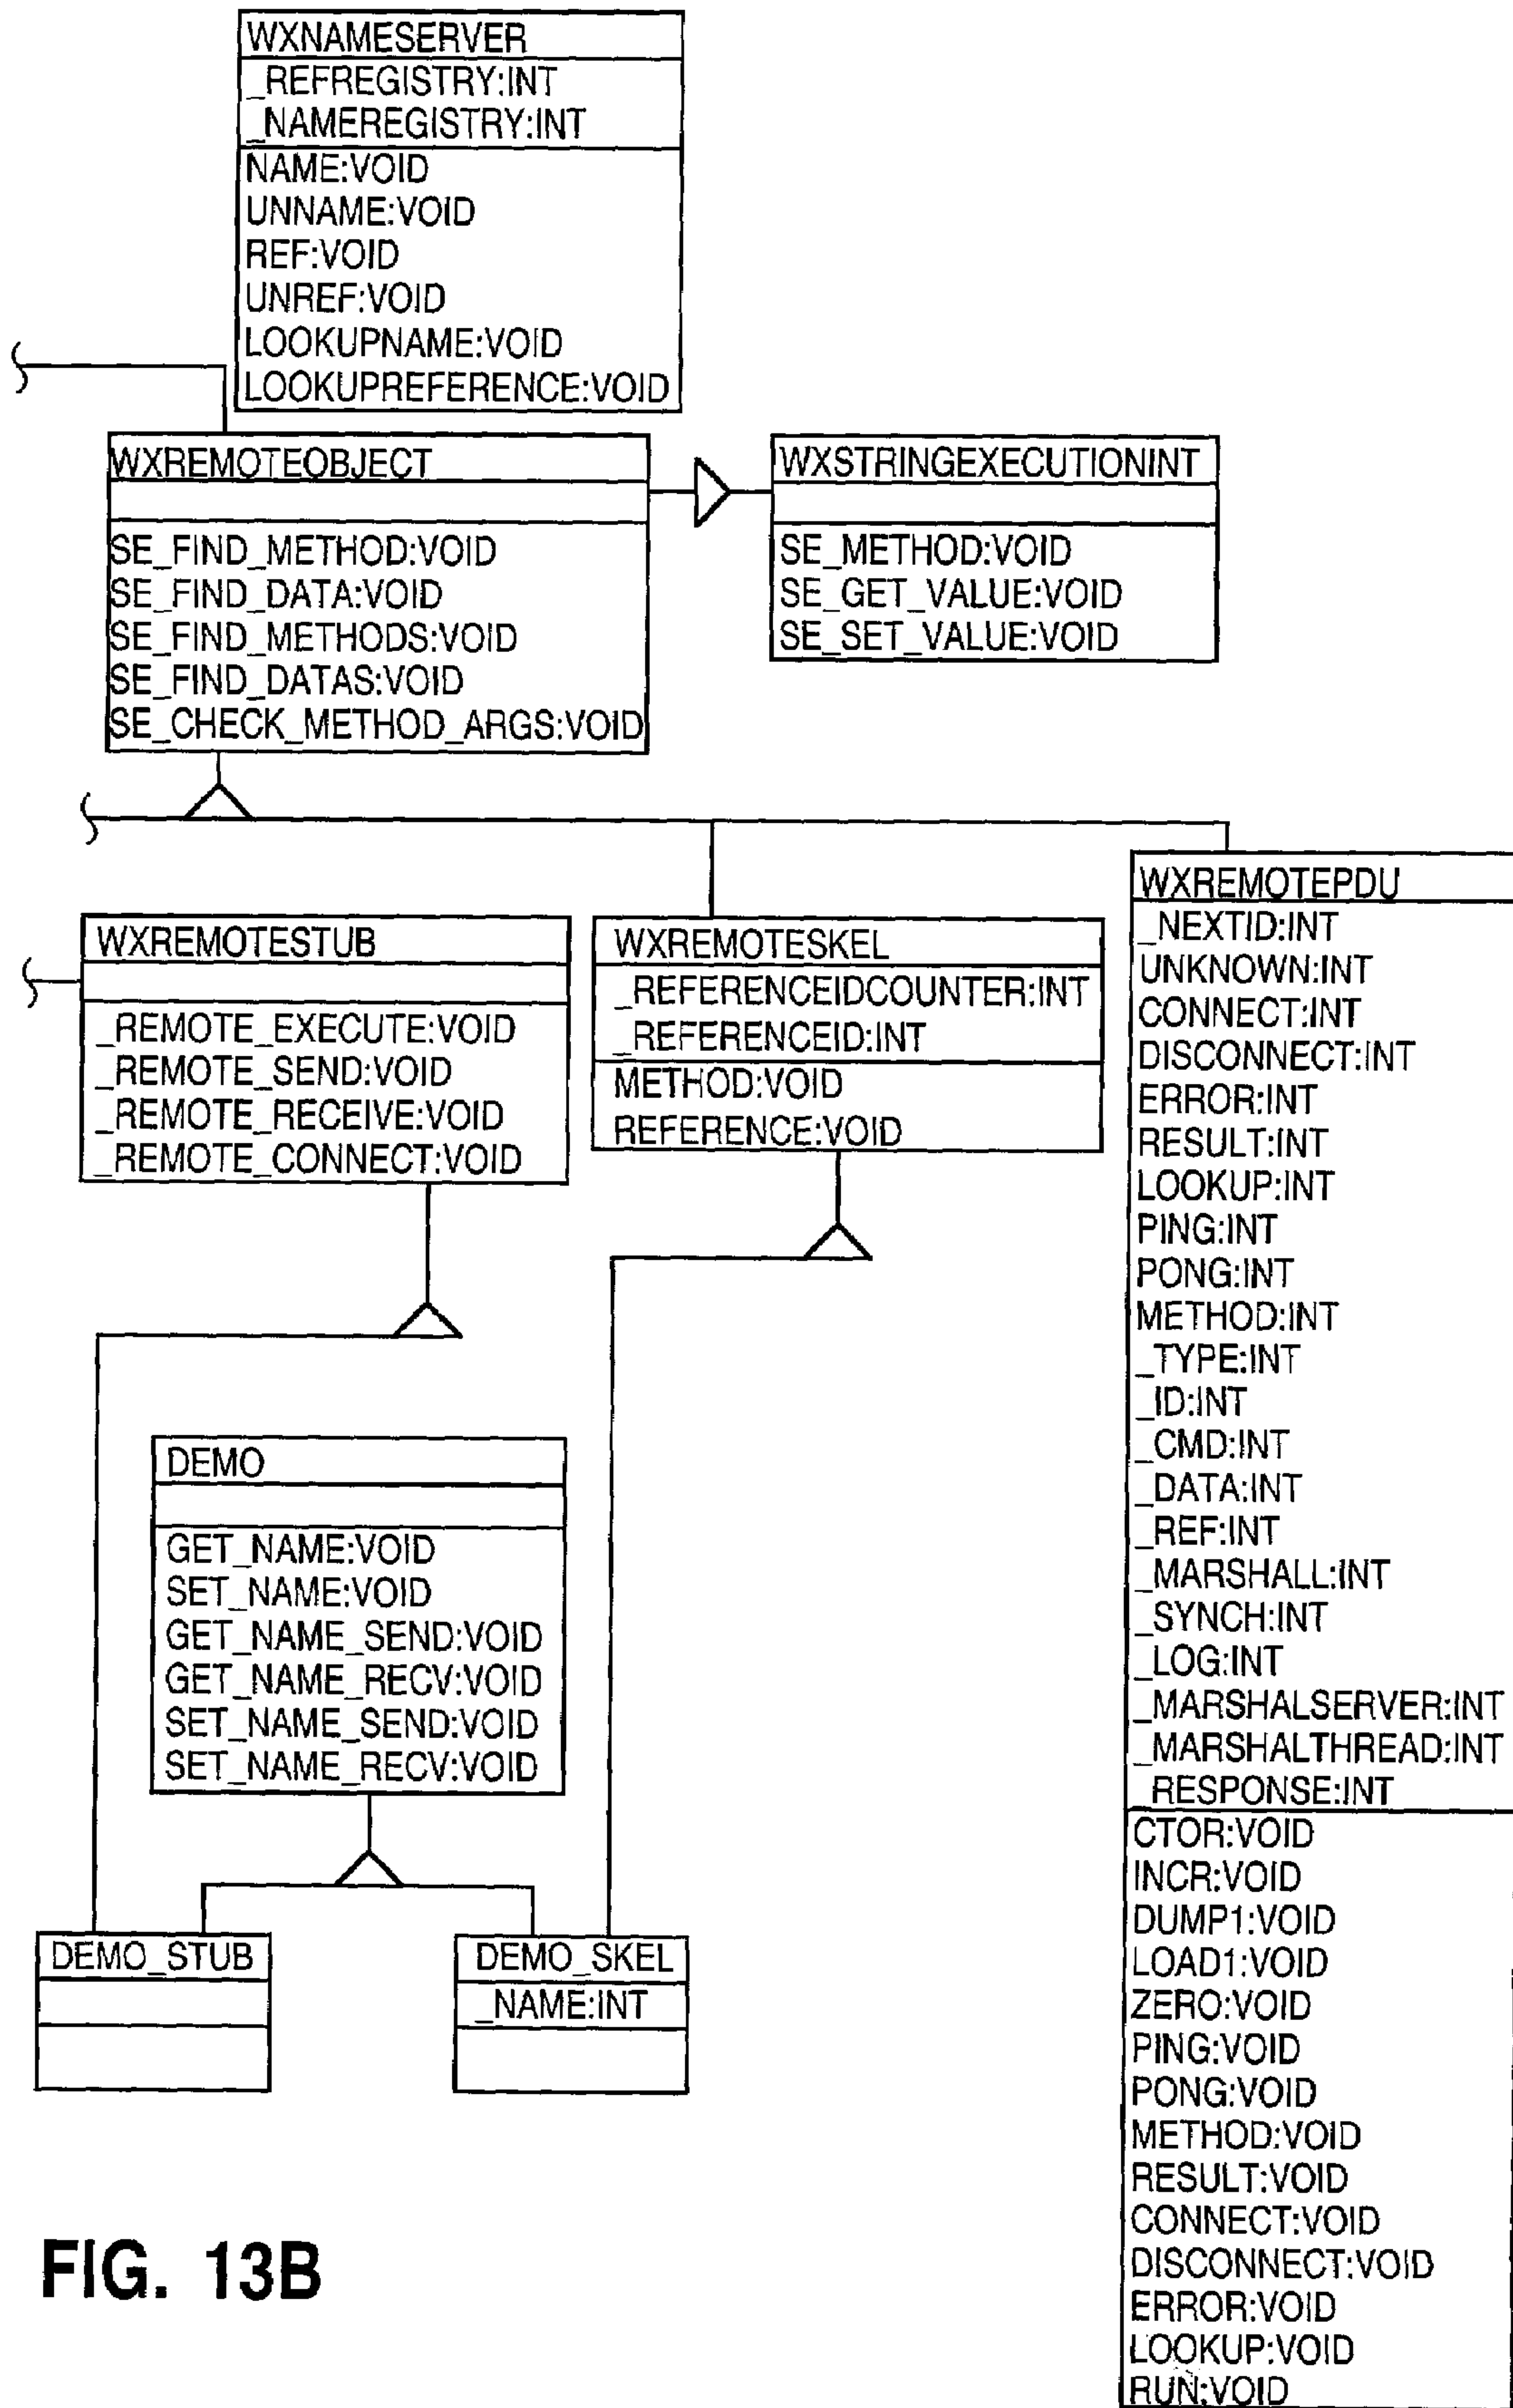 WXNAMESERVER
_REFREGISTRY:INT
_NAMEREGISTRY:INT
NAME:VOID
UNNAME:VOID
REF:VOID
UNREF:VOID
LOOKUPNAME:VOID
LOOKUPREFERENCE:VOID
WXREMOTEOBJECT
SE_FIND_METHOD:VOID
SE_FIND_DATA:VOID
SE_FIND_METHODS:VOID
SE_FIND_DATAS:VOID
SE_CHECK_METHOD_ARGS:VOID
WXSTRINGEXECUTIONINT
SE_METHOD:VOID
SE_GET_VALUE:VOID
SE_SET_VALUE:VOID
WXREMOTESTUB
_REMOTE_EXECUTE:VOID
_REMOTE_SEND:VOID
_REMOTE_RECEIVE:VOID
_REMOTE_CONNECT:VOID
WXREMOTESKEL
_REFERENCEIDCOUNTER:INT
_REFERENCEID:INT
METHOD:VOID
REFERENCE:VOID
WXREMOTEPDU
_NEXTID:INT
UNKNOWN:INT
CONNECT:INT
DISCONNECT:INT
ERROR:INT
RESULT:INT
LOOKUP:INT
PING:INT
PONG:INT
METHOD:INT
_TYPE:INT
_ID:INT
_CMD:INT
_DATA:INT
_REF:INT
_MARSHALL:INT
_SYNCH:INT
_LOG:INT
_MARSHALSERVER:INT
_MARSHALTHREAD:INT
_RESPONSE:INT
CTOR:VOID
INCR:VOID
DUMP1:VOID
LOAD1:VOID
ZERO:VOID
PING:VOID
PONG:VOID
METHOD:VOID
RESULT:VOID
CONNECT:VOID
DISCONNECT:VOID
ERROR:VOID
LOOKUP:VOID
RUN:VOID
DEMO
GET_NAME:VOID
SET_NAME:VOID
GET_NAME_SEND:VOID
GET_NAME_RECV:VOID
SET_NAME_SEND:VOID
SET_NAME_RECV:VOID
DEMO_STUB
DEMO_SKEL
_NAME:INT
FIG. 13B